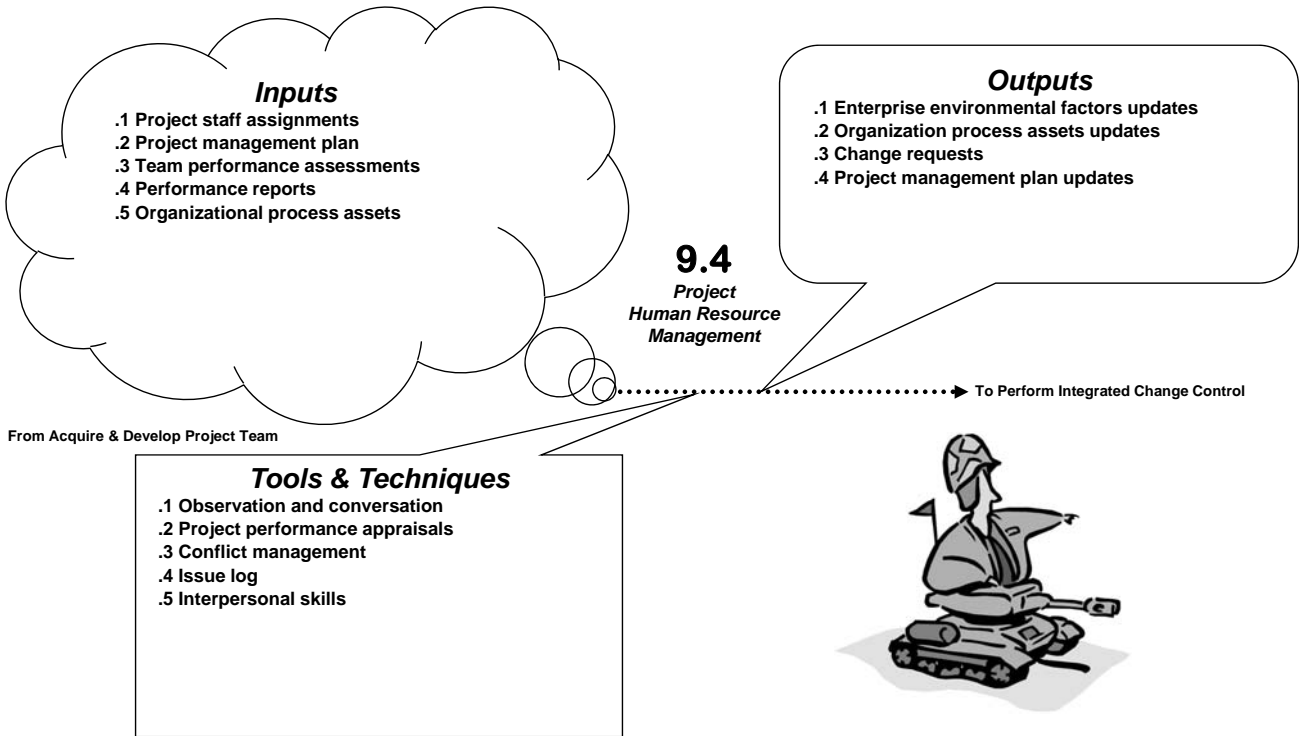 Inputs
.1 Project staff assignments
.2 Project management plan
.3 Team performance assessments
.4 Performance reports
.5 Organizational process assets
Outputs
.1 Enterprise environmental factors updates
.2 Organization process assets updates
.3 Change requests
.4 Project management plan updates
9.4
Project
Human Resource
Management
To Perform Integrated Change Control
From Acquire & Develop Project Team
Tools & Techniques
.1 Observation and conversation
.2 Project performance appraisals
.3 Conflict management
.4 Issue log
.5 Interpersonal skills